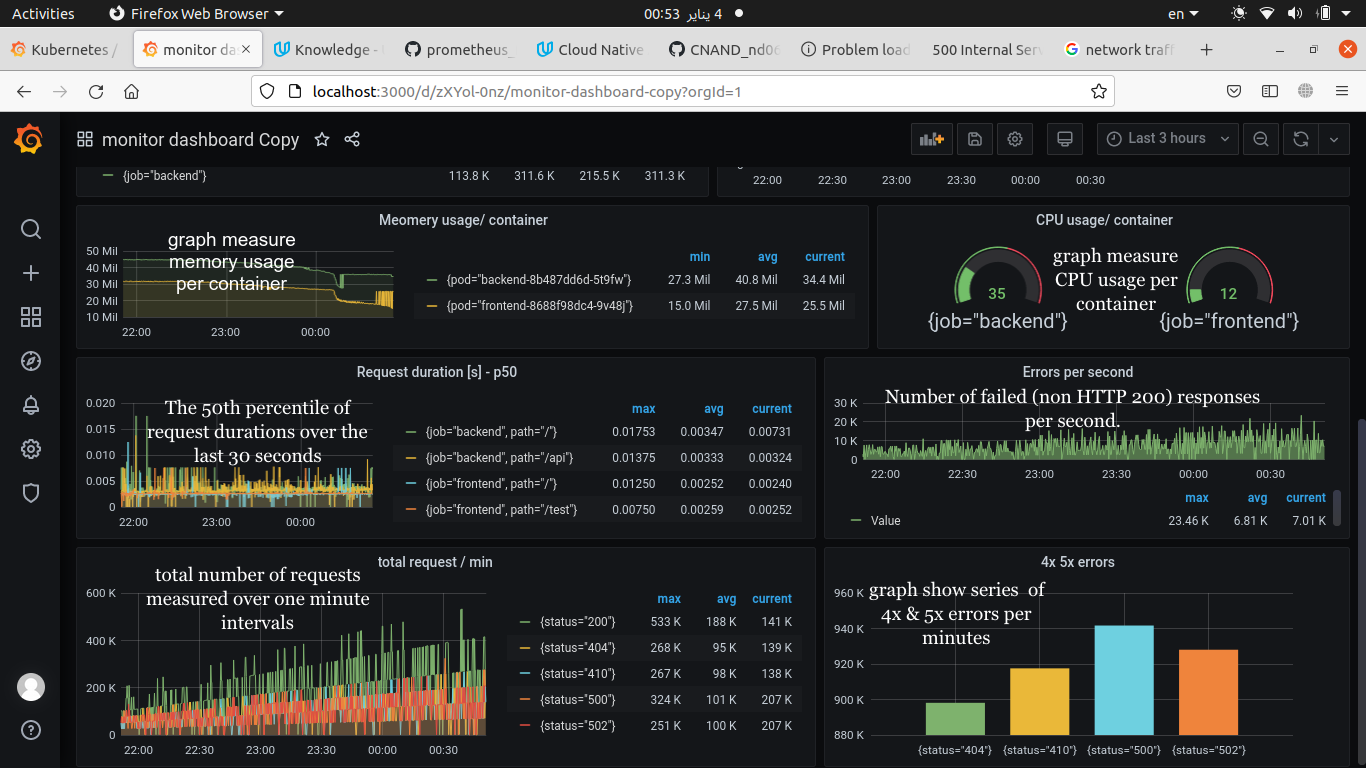 Activities Firefox Web Browser 00:53 4 يناير en
Kubernetes / monitor da Knowledge - prometheus_ Cloud Native CNAND_nd06 Problem load 500 Internal Serv network traff
localhost:3000/d/zXYol-0nz/monitor-dashboard-copy?orgId=1
monitor dashboard Copy Last 3 hours
{job="backend"} 113.8 K 311.6 K 215.5 K 311.3 K
22:00 22:30 23:00 23:30 00:00 00:30
Meomery usage/ container
graph measure
memory usage
per container
50 Mil
40 Mil
30 Mil
20 Mil
10 Mil
22:00 23:00 00:00
min avg current
{pod="backend-8b487dd6d-5t9fw"} 27.3 Mil 40.8 Mil 34.4 Mil
{pod="frontend-8688f98dc4-9v48j"} 15.0 Mil 27.5 Mil 25.5 Mil
CPU usage/ container
graph measure
CPU usage per
container
35
{job="backend"}
12
{job="frontend"}
Request duration [s] - p50
The 50th percentile of
request durations over the
last 30 seconds
0.020
0.015
0.010
0.005
0
22:00 23:00 00:00
max avg current
{job="backend", path="/"} 0.01753 0.00347 0.00731
{job="backend", path="/api"} 0.01375 0.00333 0.00324
{job="frontend", path="/"} 0.01250 0.00252 0.00240
{job="frontend", path="/test"} 0.00750 0.00259 0.00252
Errors per second
Number of failed (non HTTP 200) responses
per second.
30 K
20 K
10 K
0
22:00 22:30 23:00 23:30 00:00 00:30
max avg current
Value 23.46 K 6.81 K 7.01 K
total request / min
total number of requests
measured over one minute
intervals
600 K
400 K
200 K
0
22:00 22:30 23:00 23:30 00:00 00:30
max avg current
{status="200"} 533 K 188 K 141 K
{status="404"} 268 K 95 K 139 K
{status="410"} 267 K 98 K 138 K
{status="500"} 324 K 101 K 207 K
{status="502"} 251 K 100 K 207 K
4x 5x errors
graph show series of
4x & 5x errors per
minutes
960 K
940 K
920 K
900 K
880 K
{status="404"} {status="410"} {status="500"} {status="502"}